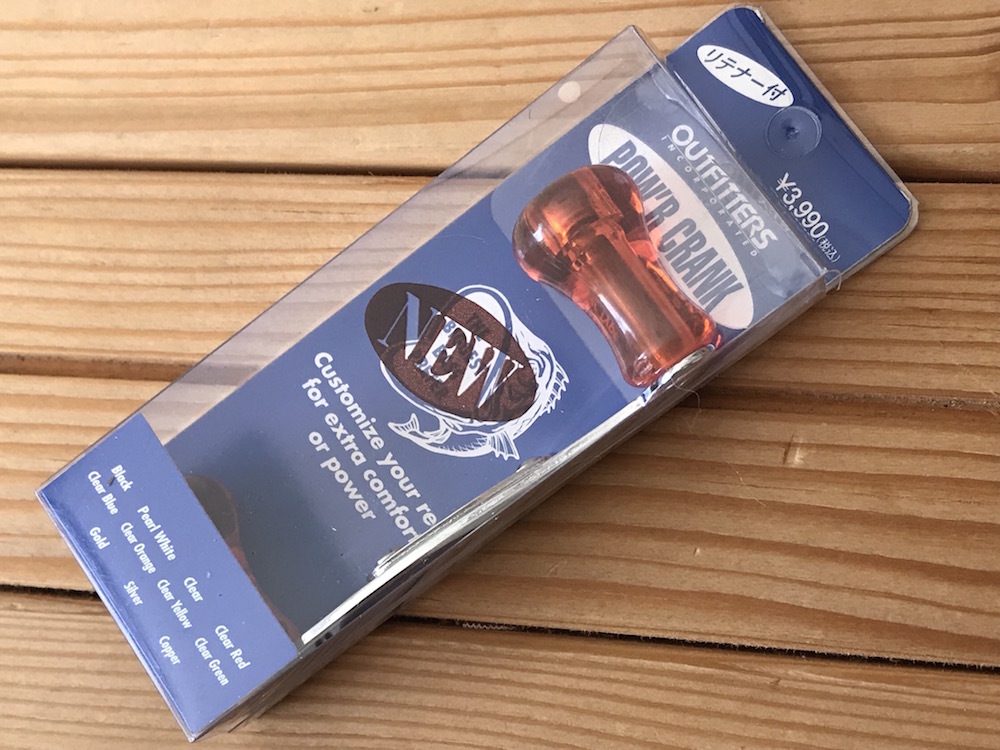 リテナー付
¥3,990(税込)
OUTFITTERS
INCORPORATED
POW'R CRANK
NEW
Customize your re
for extra comfor
or power
Black
Pearl White
Clear
Clear Red
Clear Blue
Clear Orange
Clear Yellow
Clear Green
Gold
Silver
Copper